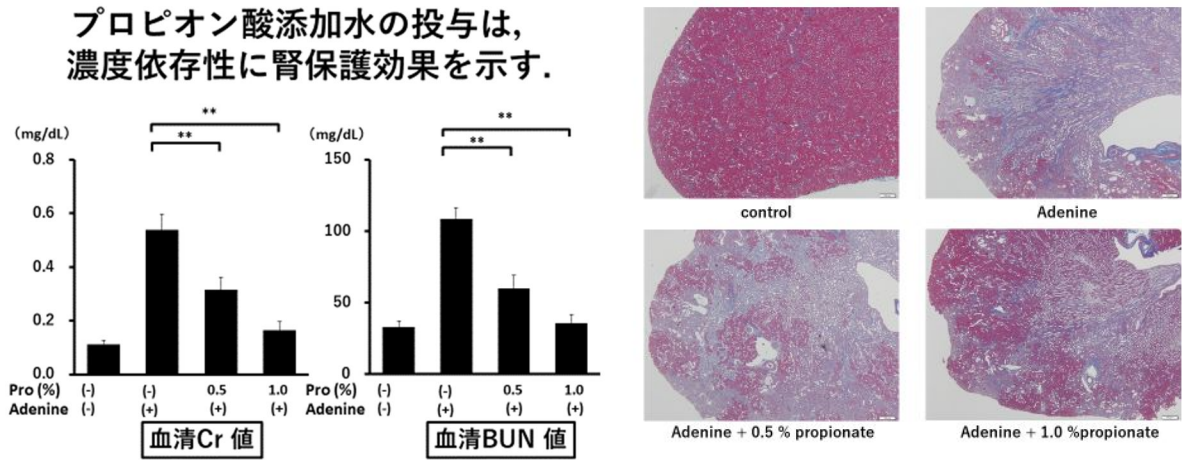 プロピオン酸添加水の投与は,
濃度依存性に腎保護効果を示す.
(mg/dL)
**
**
0.8
0.6
0.4
0.2
0.0
Pro (%) (-) (-) 0.5 1.0
Adenine (-) (+) (+) (+)
血清Cr 値
(mg/dL)
**
**
150
100
50
0
Pro (%) (-) (-) 0.5 1.0
Adenine (-) (+) (+) (+)
血清BUN 値
control
Adenine
Adenine + 0.5 % propionate
Adenine + 1.0 %propionate